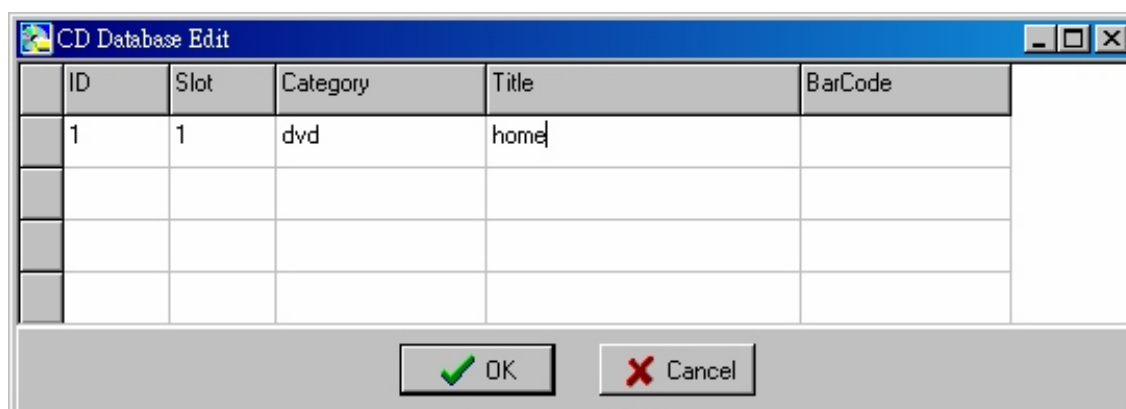 CD Database Edit
ID Slot Category Title BarCode
1 1 dvd home
OK Cancel